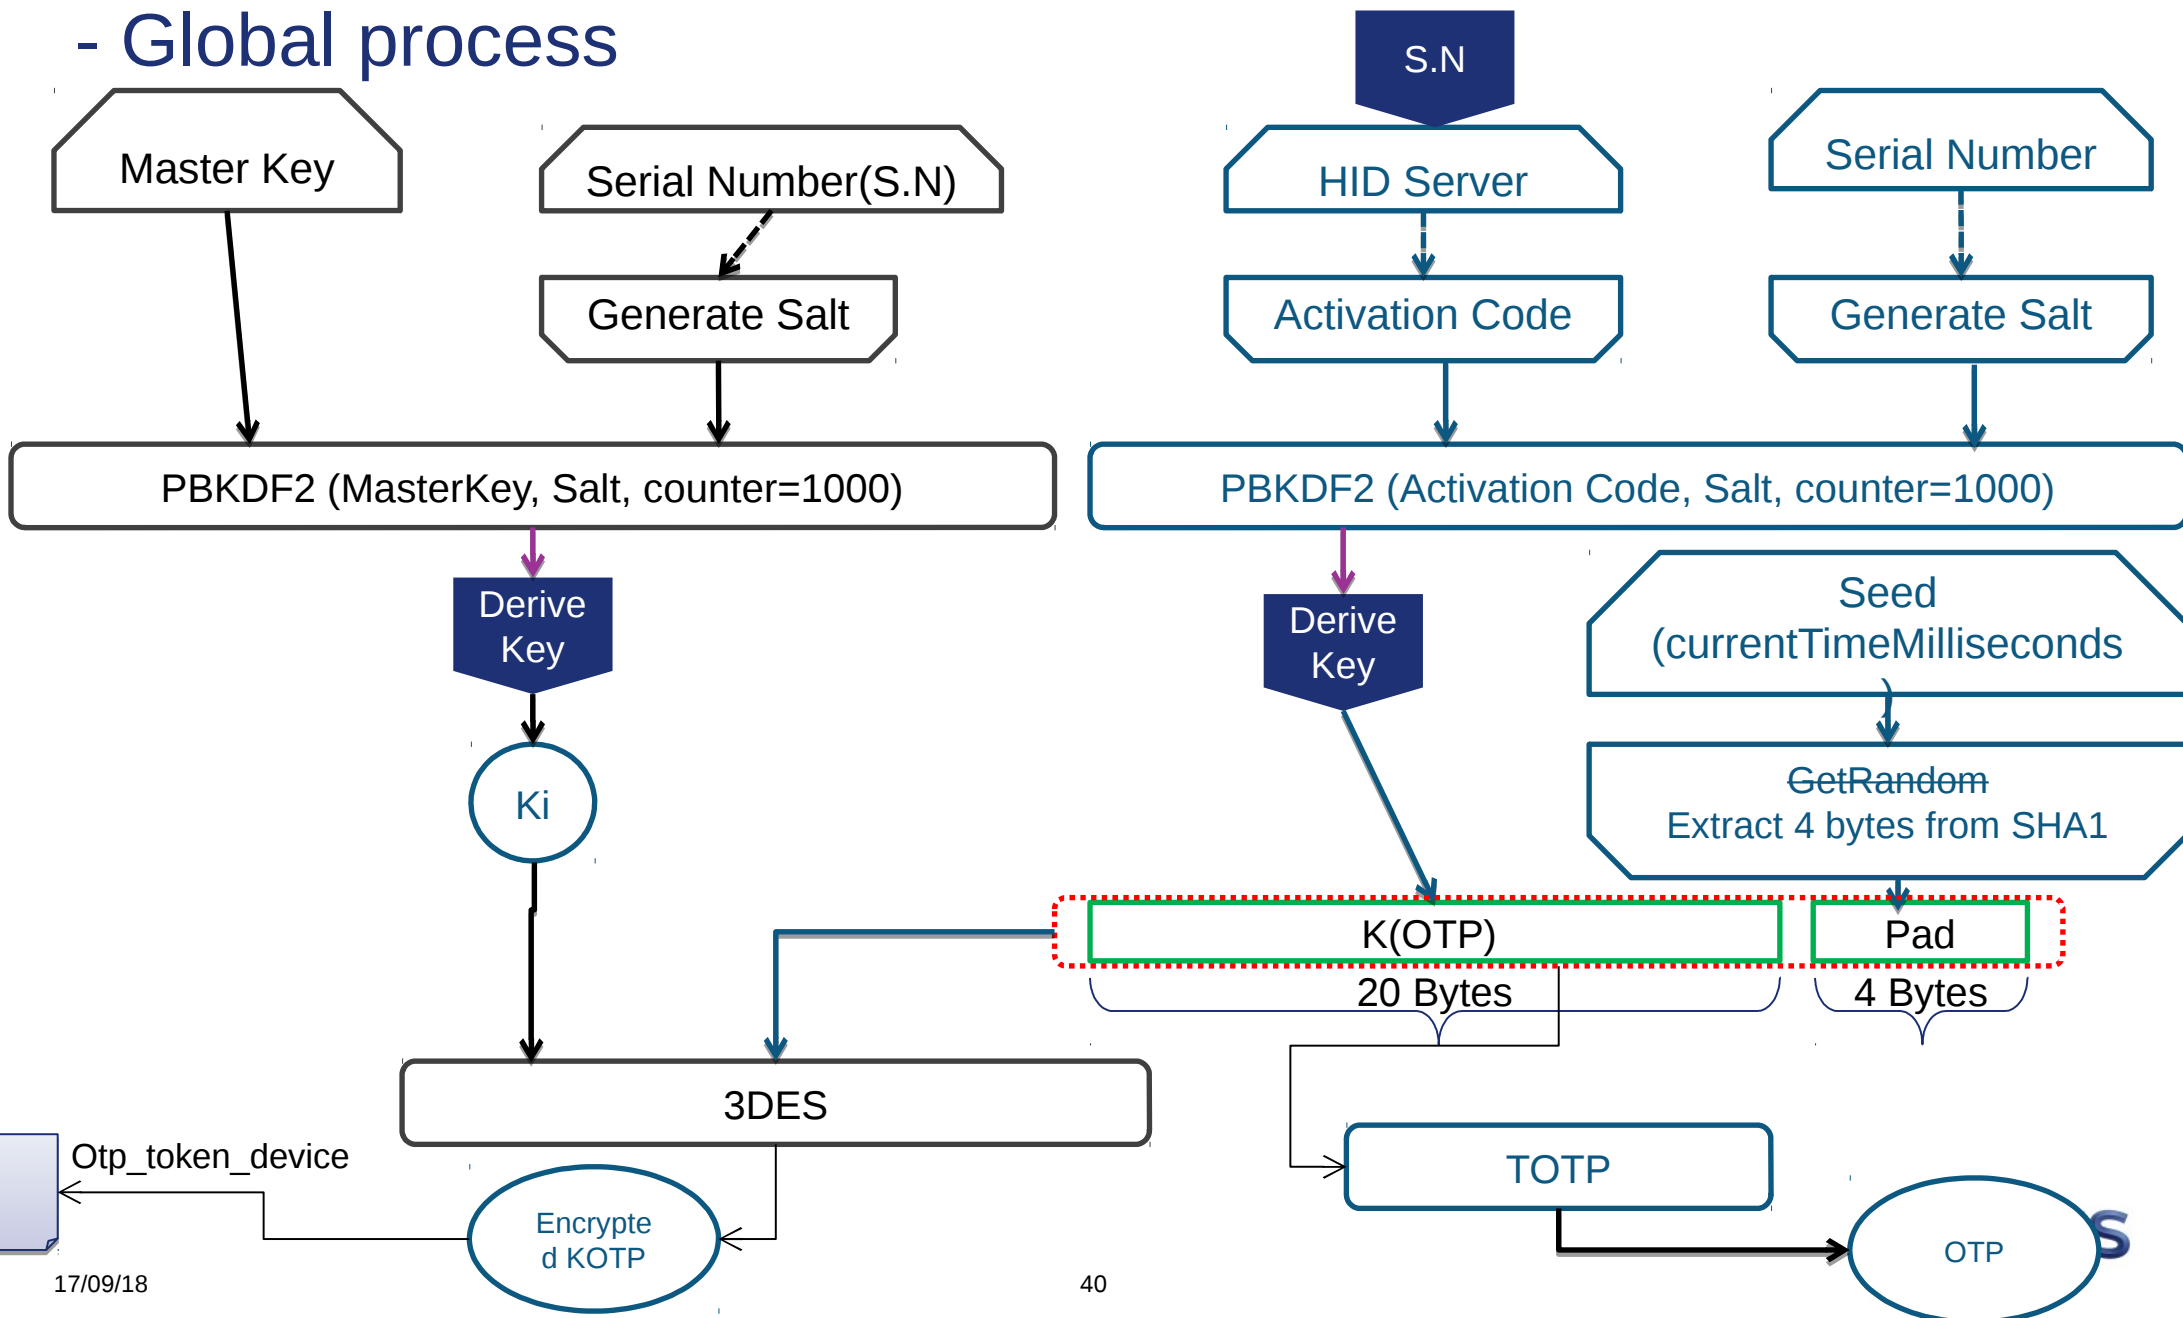 - Global process
S.N
Master Key
Serial Number(S.N)
HID Server
Serial Number
Generate Salt
Activation Code
Generate Salt
PBKDF2 (MasterKey, Salt, counter=1000)
PBKDF2 (Activation Code, Salt, counter=1000)
Derive
Key
Derive
Key
Seed
(currentTimeMilliseconds
)
Ki
GetRandom
Extract 4 bytes from SHA1
K(OTP)
Pad
20 Bytes
4 Bytes
3DES
Otp_token_device
TOTP
Encrypte
d KOTP
OTP
S
17/09/18
40